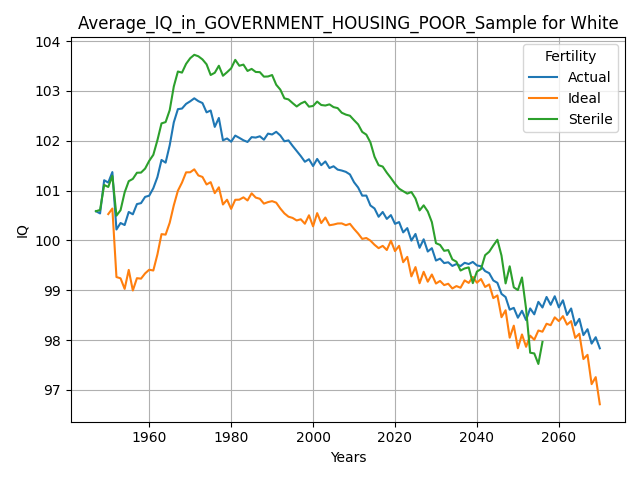 Average_IQ_in_GOVERNMENT_HOUSING_POOR_Sample for White
104
103
102
101
100
99
98
97
IQ
1960
1980
2000
2020
2040
2060
Years
Fertility
Actual
Ideal
Sterile